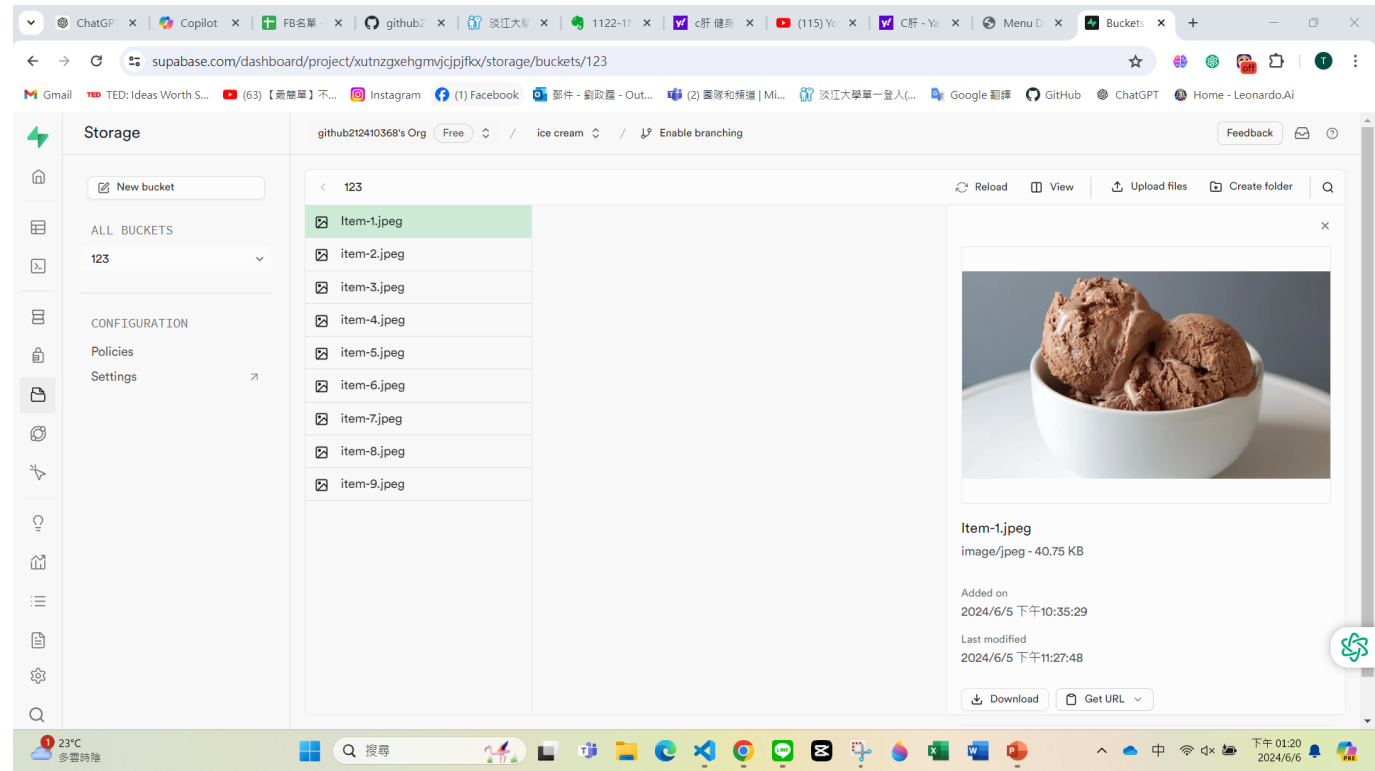 ChatGP
Copilot
FB名單 -
github2
淡江大學
1122-1
c肝 健身
(115) Yo
C肝 - Ya
Menu D
Buckets
supabase.com/dashboard/project/xutnzgxehgmvjcjpjfkx/storage/buckets/123
off
T
Gmail
TED: Ideas Worth S...
(63)【最簡單】不...
Instagram
(1) Facebook
郵件 - 劉政霆 - Out...
(2) 團隊和頻道 | Mi...
淡江大學單一登入(...
Google 翻譯
GitHub
ChatGPT
Home - Leonardo.Ai
Storage
github212410368's Org
Free
/
ice cream
/
Enable branching
Feedback
New bucket
ALL BUCKETS
123
CONFIGURATION
Policies
Settings
123
Reload
View
Upload files
Create folder
Item-1.jpeg
item-2.jpeg
item-3.jpeg
item-4.jpeg
item-5.jpeg
item-6.jpeg
item-7.jpeg
item-8.jpeg
item-9.jpeg
Item-1.jpeg
image/jpeg - 40.75 KB
Added on
2024/6/5 下午10:35:29
Last modified
2024/6/5 下午11:27:48
Download
Get URL
1
23°C
多雲時陰
搜尋
中
下午 01:20
2024/6/6
PRE